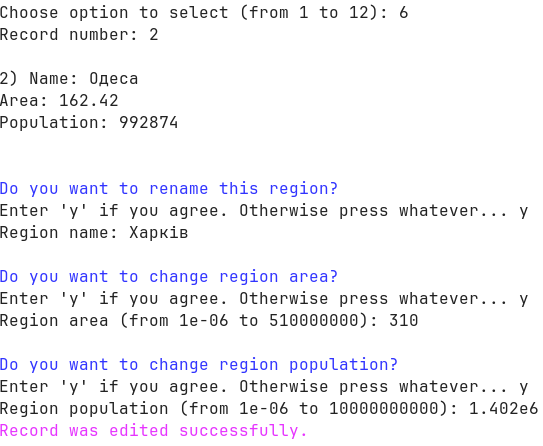 Choose option to select (from 1 to 12): 6
Record number: 2
2) Name: Одеса
Area: 162.42
Population: 992874
Do you want to rename this region?
Enter 'y' if you agree. Otherwise press whatever... y
Region name: Харків
Do you want to change region area?
Enter 'y' if you agree. Otherwise press whatever... y
Region area (from 1e-06 to 510000000): 310
Do you want to change region population?
Enter 'y' if you agree. Otherwise press whatever... y
Region population (from 1e-06 to 10000000000): 1.402e6
Record was edited successfully.